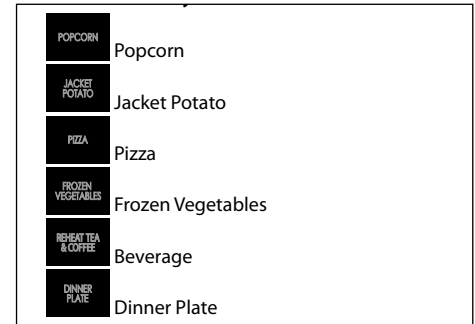 POPCORN
Popcorn
JACKET
POTATO
Jacket Potato
PIZZA
Pizza
FROZEN
VEGETABLES
Frozen Vegetables
REHEAT TEA
& COFFEE
Beverage
DINNER
PLATE
Dinner Plate